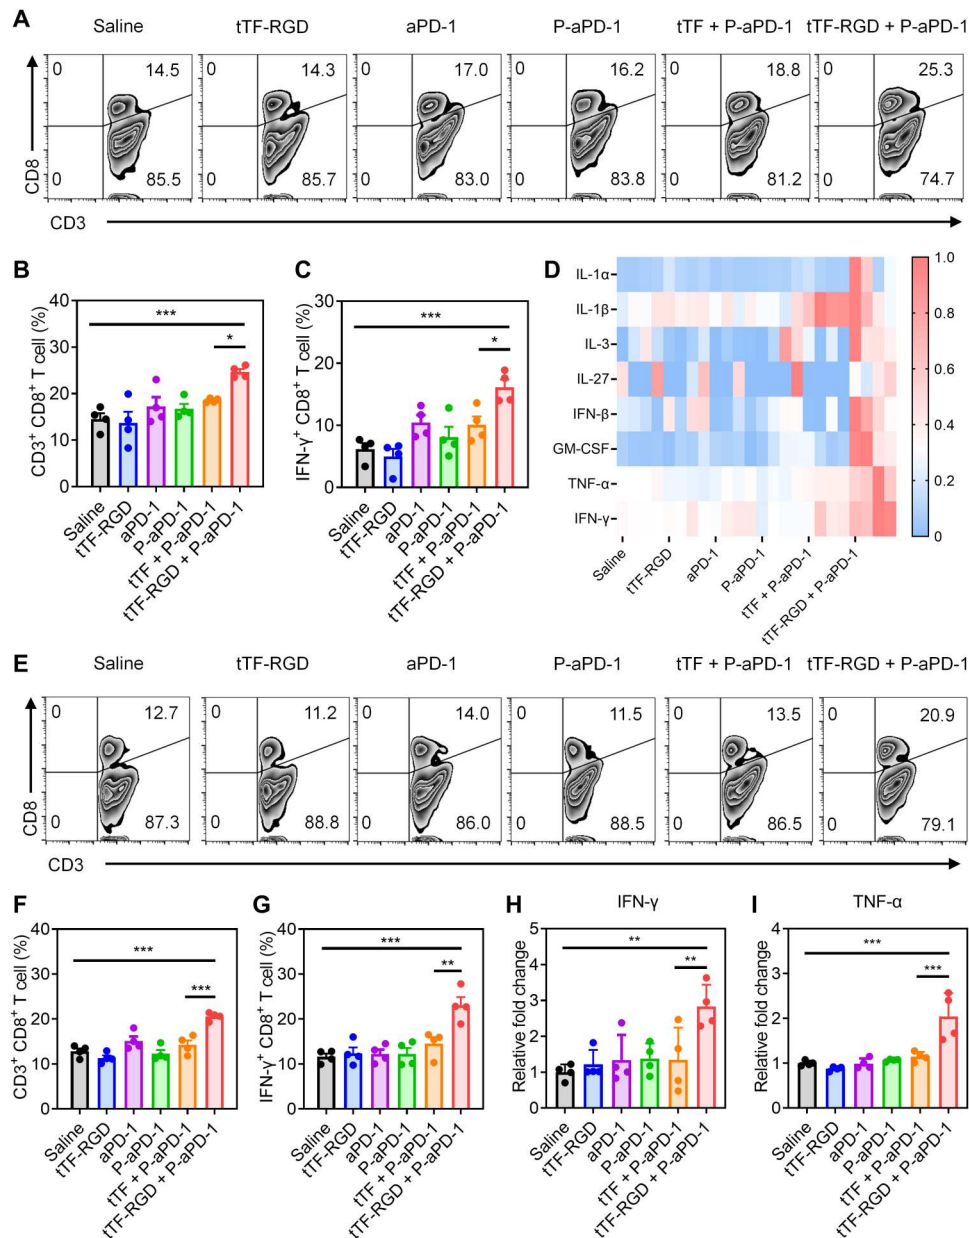 A
Saline tTF-RGD aPD-1 P-aPD-1 tTF + P-aPD-1 tTF-RGD + P-aPD-1
0 14.5 0 14.3 0 17.0 0 16.2 0 18.8 0 25.3
CD8
0 85.5 0 85.7 0 83.0 0 83.8 0 81.2 0 74.7
CD3
B
CD3⁺ CD8⁺ T cell (%)
40
30
20
10
0
***
*
Saline
tTF-RGD
aPD-1
P-aPD-1
tTF + P-aPD-1
tTF-RGD + P-aPD-1
C
IFN-γ⁺ CD8⁺ T cell (%)
30
20
10
0
***
*
Saline
tTF-RGD
aPD-1
P-aPD-1
tTF + P-aPD-1
tTF-RGD + P-aPD-1
D
IL-1α
IL-1β
IL-3
IL-27
IFN-β
GM-CSF
TNF-α
IFN-γ
Saline
tTF-RGD
aPD-1
P-aPD-1
tTF + P-aPD-1
tTF-RGD + P-aPD-1
1.0
0.8
0.6
0.4
0.2
0
E
Saline tTF-RGD aPD-1 P-aPD-1 tTF + P-aPD-1 tTF-RGD + P-aPD-1
0 12.7 0 11.2 0 14.0 0 11.5 0 13.5 0 20.9
CD8
0 87.3 0 88.8 0 86.0 0 88.5 0 86.5 0 79.1
CD3
F
CD3⁺ CD8⁺ T cell (%)
40
30
20
10
0
***
***
Saline
tTF-RGD
aPD-1
P-aPD-1
tTF + P-aPD-1
tTF-RGD + P-aPD-1
G
IFN-γ⁺ CD8⁺ T cell (%)
40
30
20
10
0
***
**
Saline
tTF-RGD
aPD-1
P-aPD-1
tTF + P-aPD-1
tTF-RGD + P-aPD-1
H
IFN-γ
Relative fold change
5
4
3
2
1
0
**
**
Saline
tTF-RGD
aPD-1
P-aPD-1
tTF + P-aPD-1
tTF-RGD + P-aPD-1
I
TNF-α
Relative fold change
4
3
2
1
0
***
***
Saline
tTF-RGD
aPD-1
P-aPD-1
tTF + P-aPD-1
tTF-RGD + P-aPD-1